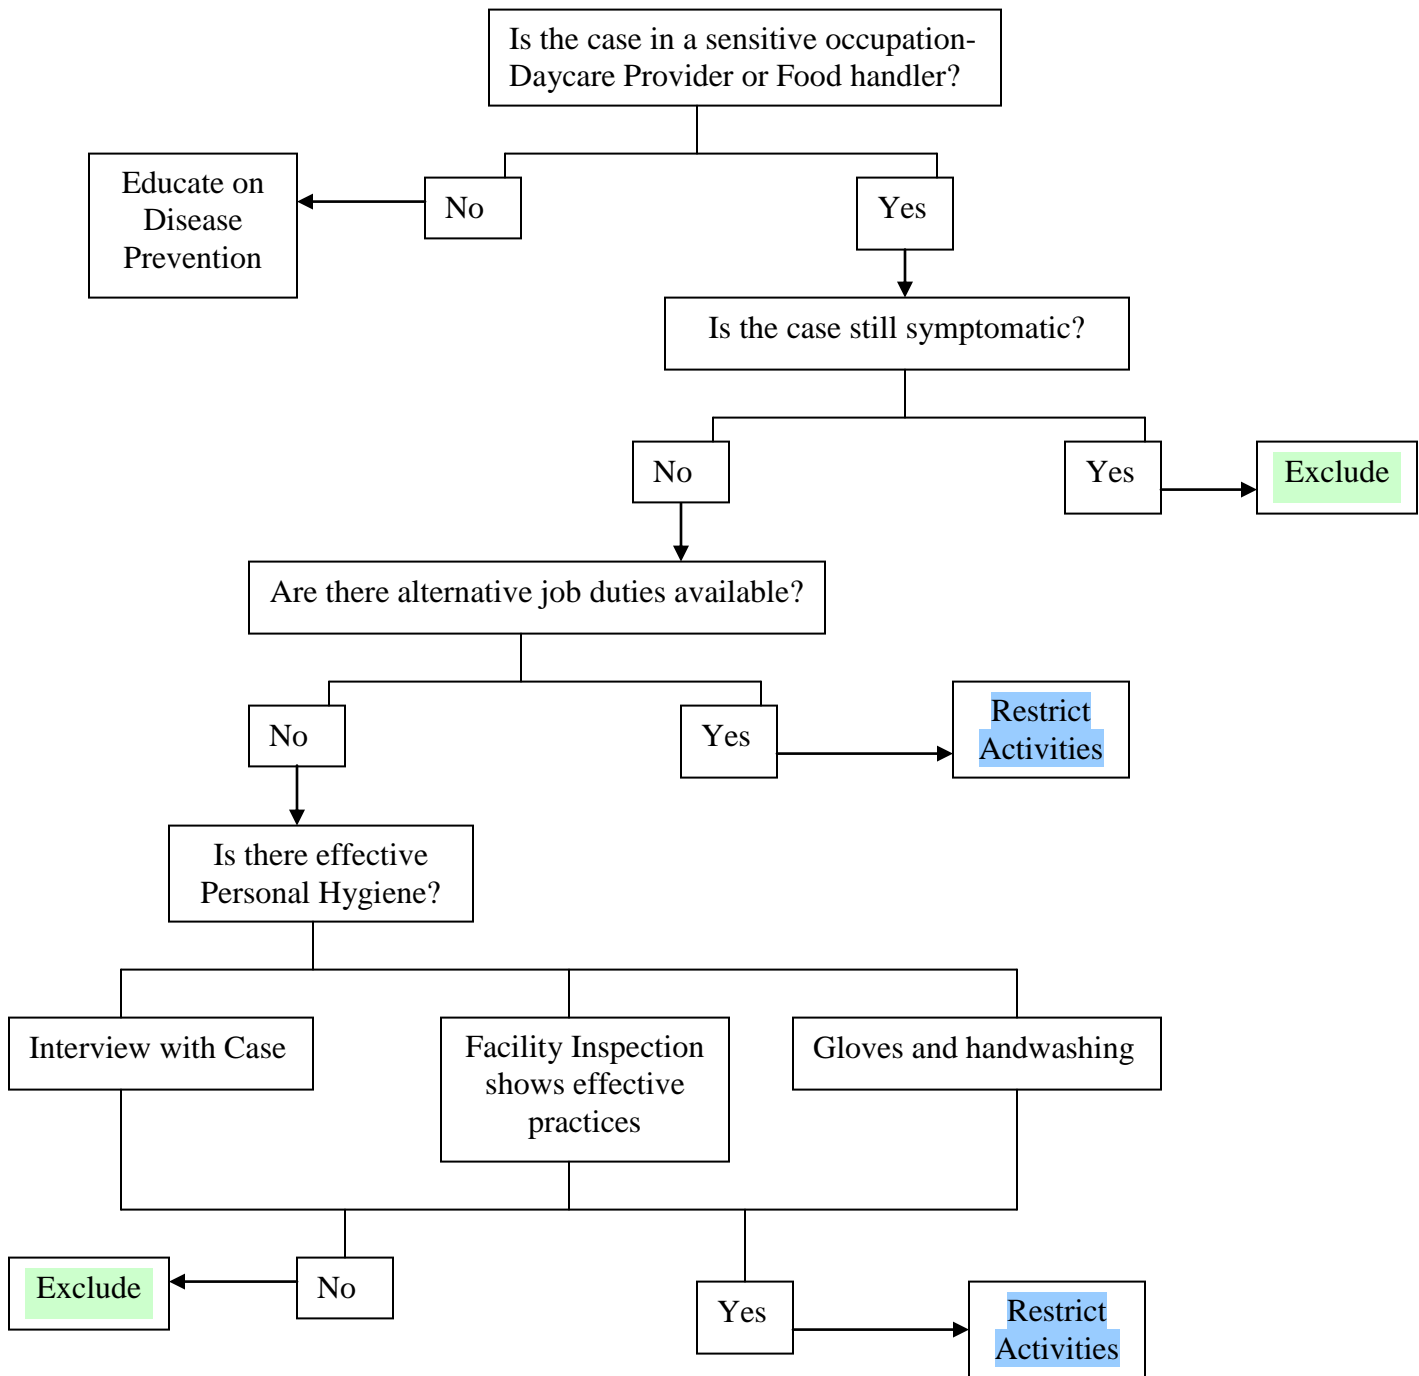 Is the case in a sensitive occupation-
Daycare Provider or Food handler?
Educate on
Disease
Prevention
No
Yes
Is the case still symptomatic?
No
Yes
Exclude
Are there alternative job duties available?
No
Yes
Restrict
Activities
Is there effective
Personal Hygiene?
Interview with Case
Facility Inspection
shows effective
practices
Gloves and handwashing
Exclude
No
Yes
Restrict
Activities